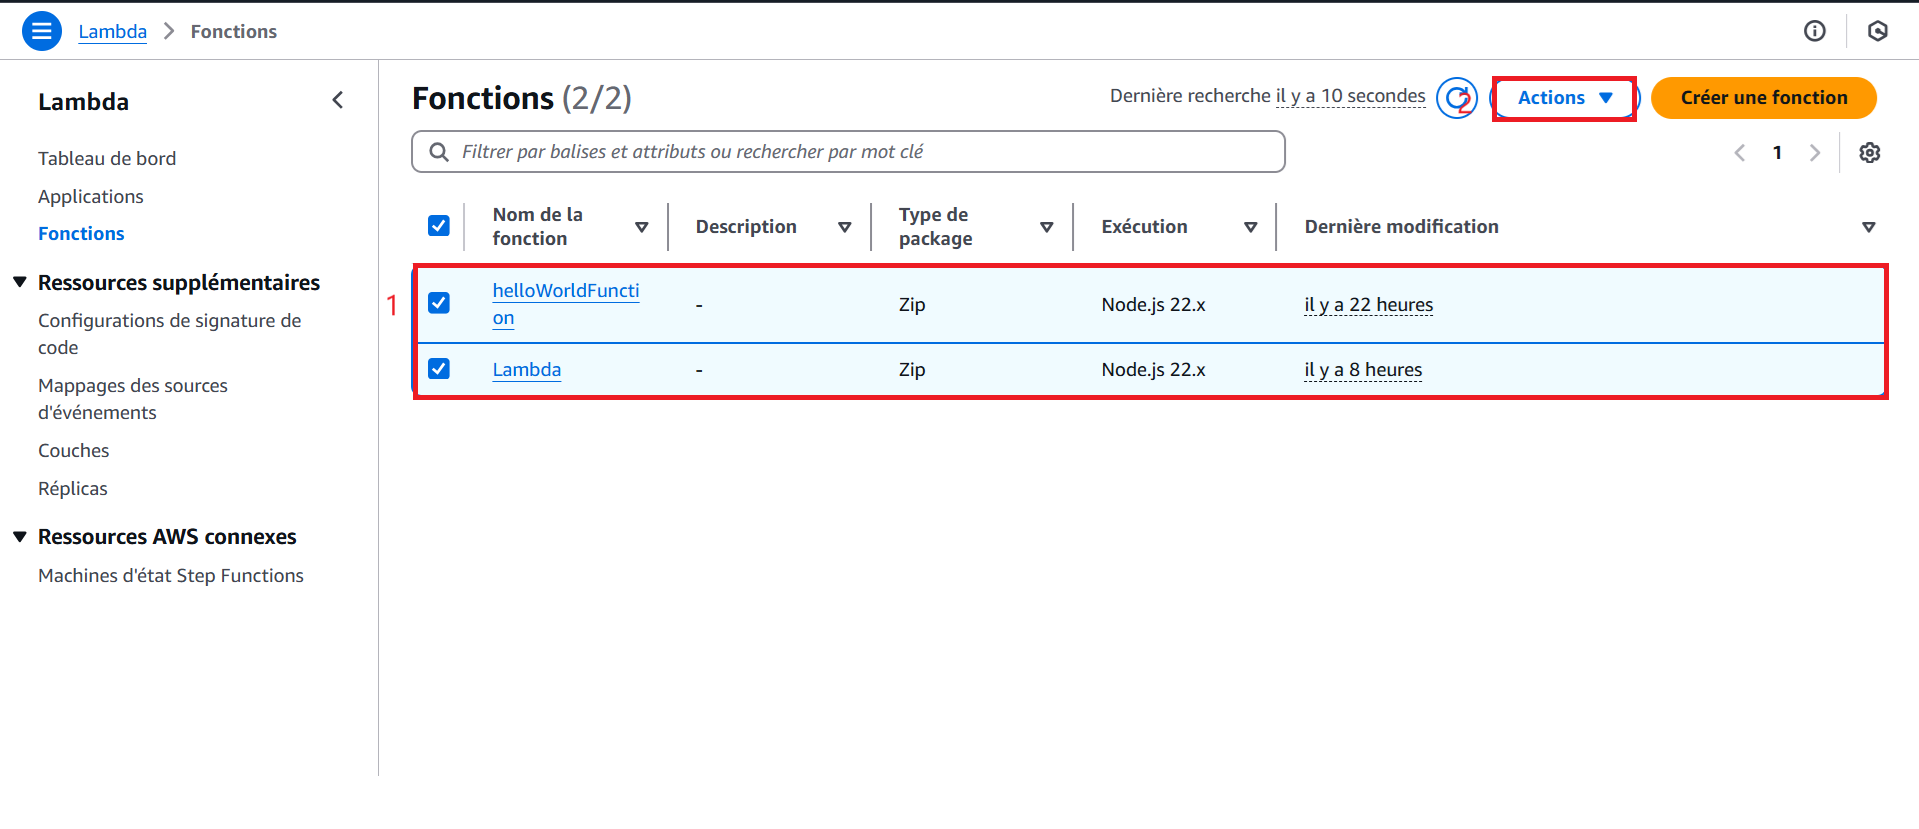 Lambda > Fonctions
Lambda
Tableau de bord
Applications
Fonctions
Ressources supplémentaires
Configurations de signature de
code
Mappages des sources
d'événements
Couches
Réplicas
Ressources AWS connexes
Machines d'état Step Functions
Fonctions (2/2)
Dernière recherche il y a 10 secondes
2
Actions
Créer une fonction
Filtrer par balises et attributs ou rechercher par mot clé
1
Nom de la
fonction
Description
Type de
package
Exécution
Dernière modification
1
helloWorldFuncti
on
-
Zip
Node.js 22.x
il y a 22 heures
Lambda
-
Zip
Node.js 22.x
il y a 8 heures